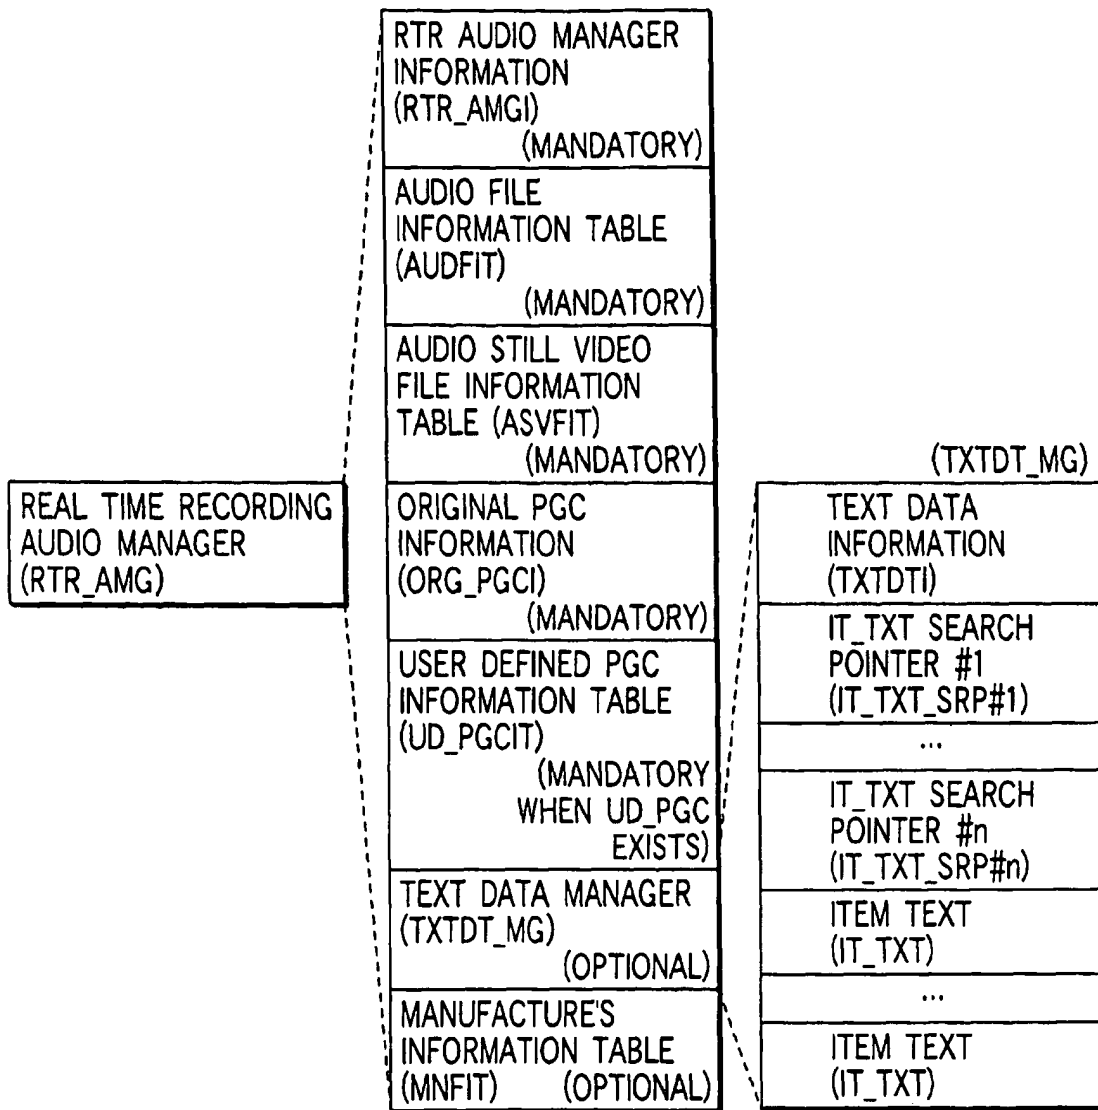 REAL TIME RECORDING
AUDIO MANAGER
(RTR_AMG)
RTR AUDIO MANAGER
INFORMATION
(RTR_AMGI)
(MANDATORY)
AUDIO FILE
INFORMATION TABLE
(AUDFIT)
(MANDATORY)
AUDIO STILL VIDEO
FILE INFORMATION
TABLE (ASVFIT)
(MANDATORY)
ORIGINAL PGC
INFORMATION
(ORG_PGCI)
(MANDATORY)
USER DEFINED PGC
INFORMATION TABLE
(UD_PGCIT)
(MANDATORY
WHEN UD_PGC
EXISTS)
TEXT DATA MANAGER
(TXTDT_MG)
(OPTIONAL)
MANUFACTURE'S
INFORMATION TABLE
(MNFIT) (OPTIONAL)
(TXTDT_MG)
TEXT DATA
INFORMATION
(TXTDTI)
IT_TXT SEARCH
POINTER #1
(IT_TXT_SRP#1)
...
IT_TXT SEARCH
POINTER #n
(IT_TXT_SRP#n)
ITEM TEXT
(IT_TXT)
...
ITEM TEXT
(IT_TXT)